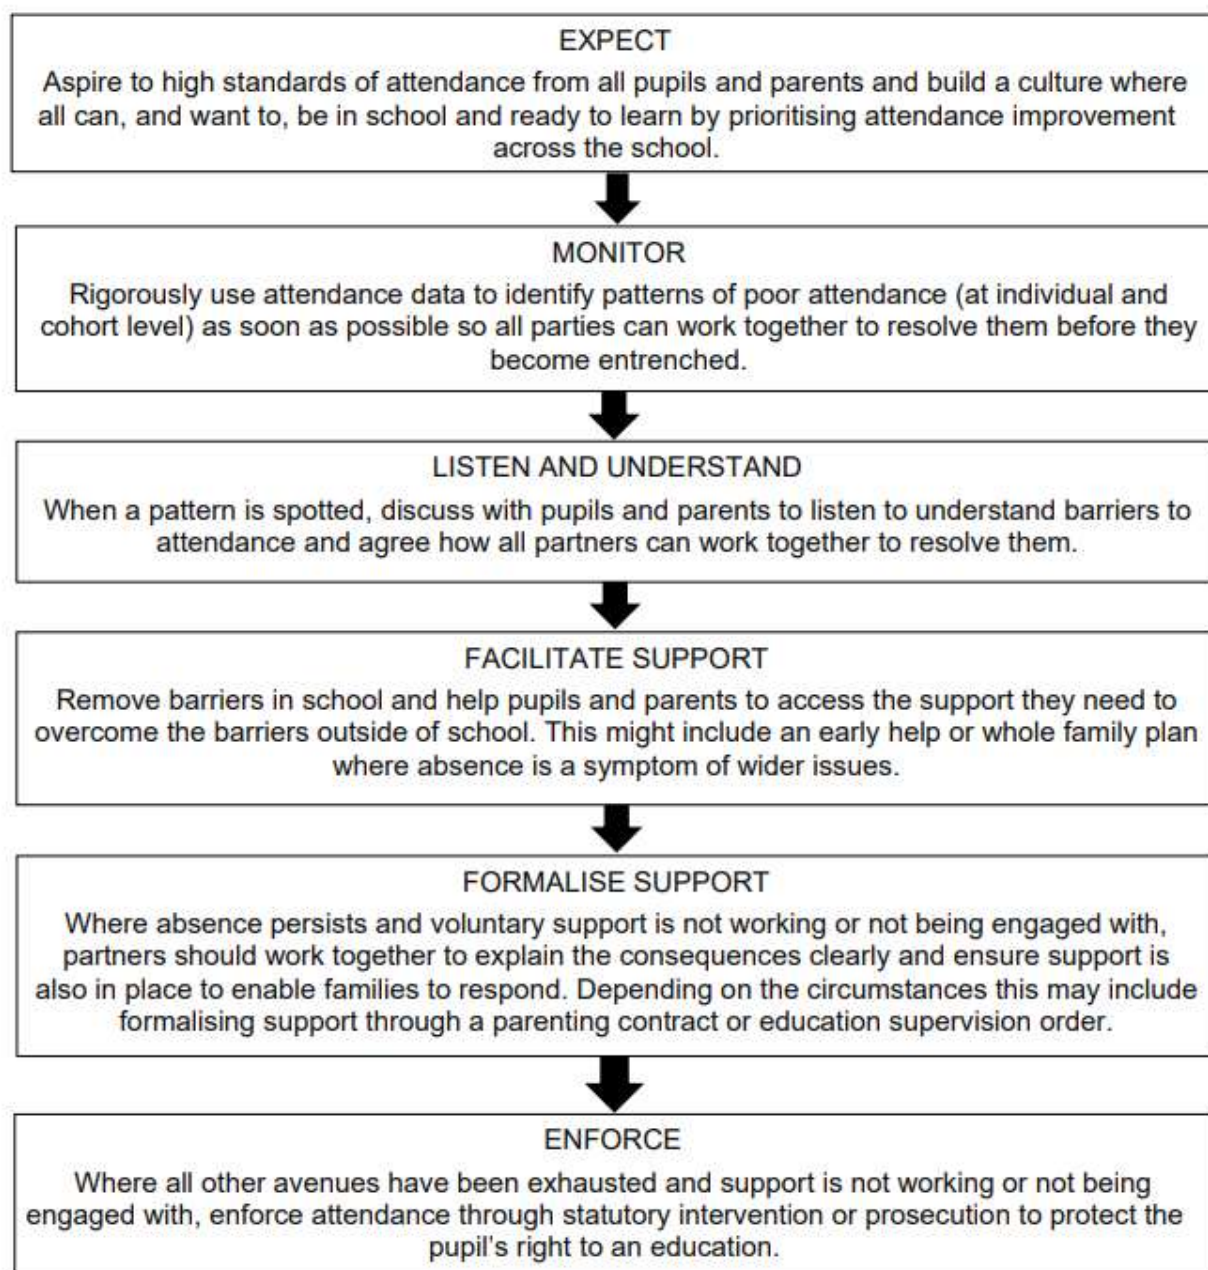 EXPECT
Aspire to high standards of attendance from all pupils and parents and build a culture where
all can, and want to, be in school and ready to learn by prioritising attendance improvement
across the school.
MONITOR
Rigorously use attendance data to identify patterns of poor attendance (at individual and
cohort level) as soon as possible so all parties can work together to resolve them before they
become entrenched.
LISTEN AND UNDERSTAND
When a pattern is spotted, discuss with pupils and parents to listen to understand barriers to
attendance and agree how all partners can work together to resolve them.
FACILITATE SUPPORT
Remove barriers in school and help pupils and parents to access the support they need to
overcome the barriers outside of school. This might include an early help or whole family plan
where absence is a symptom of wider issues.
FORMALISE SUPPORT
Where absence persists and voluntary support is not working or not being engaged with,
partners should work together to explain the consequences clearly and ensure support is
also in place to enable families to respond. Depending on the circumstances this may include
formalising support through a parenting contract or education supervision order.
ENFORCE
Where all other avenues have been exhausted and support is not working or not being
engaged with, enforce attendance through statutory intervention or prosecution to protect the
pupil's right to an education.